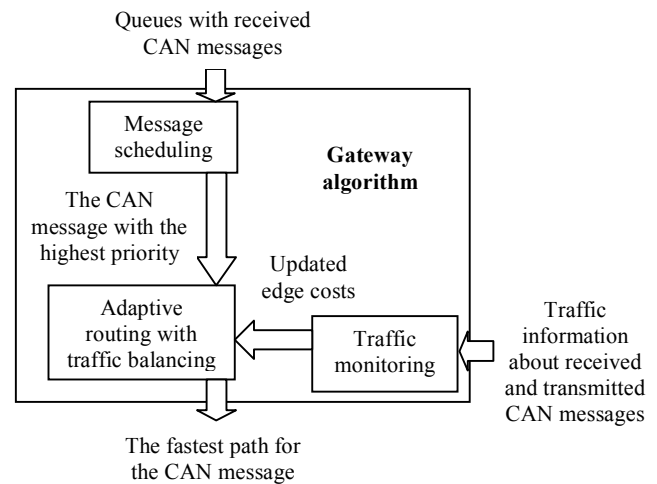 Queues with received
CAN messages
Message
scheduling
Gateway
algorithm
The CAN
message with the
highest priority
Updated
edge costs
Adaptive
routing with
traffic balancing
Traffic
monitoring
Traffic
information
about received
and transmitted
CAN messages
The fastest path for
the CAN message